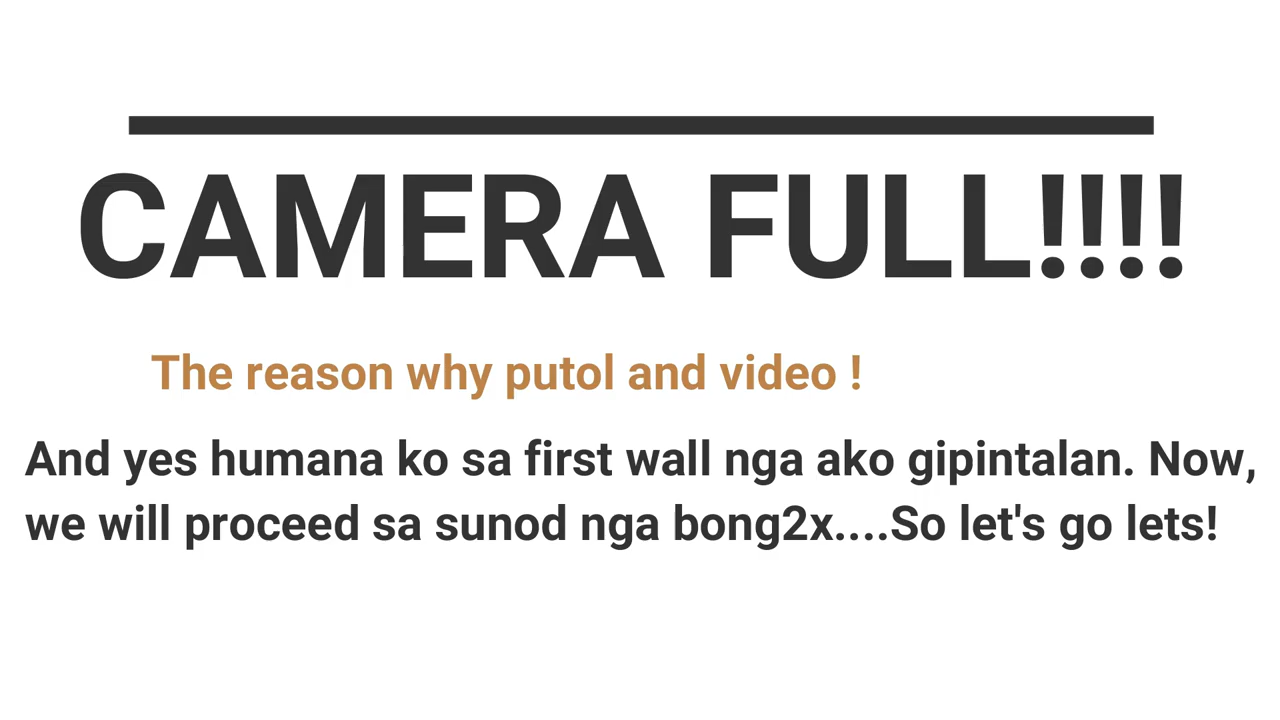 CAMERA FULL!!!!
The reason why putol and video !
And yes humana ko sa first wall nga ako gipintalan. Now,
we will proceed sa sunod nga bong2x....So let's go lets!